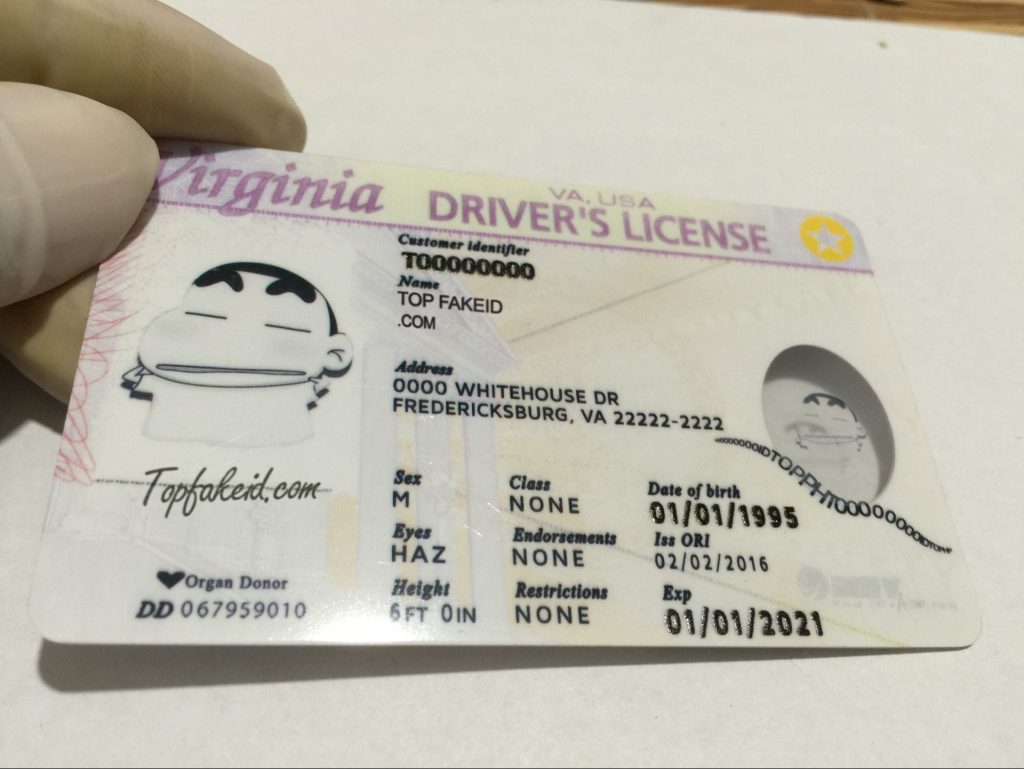 Virginia
VA, USA
DRIVER'S LICENSE
Customer identifier
T00000000
Name
TOP FAKEID
.COM
Address
0000 WHITEHOUSE DR
FREDERICKSBURG, VA 22222-2222
Topfakeid.com
Sex
M
Class
NONE
Date of birth
01/01/1995
Eyes
HAZ
Endorsements
NONE
Iss ORI
02/02/2016
Organ Donor
DD 067959010
Height
6FT 0IN
Restrictions
NONE
Exp
01/01/2021